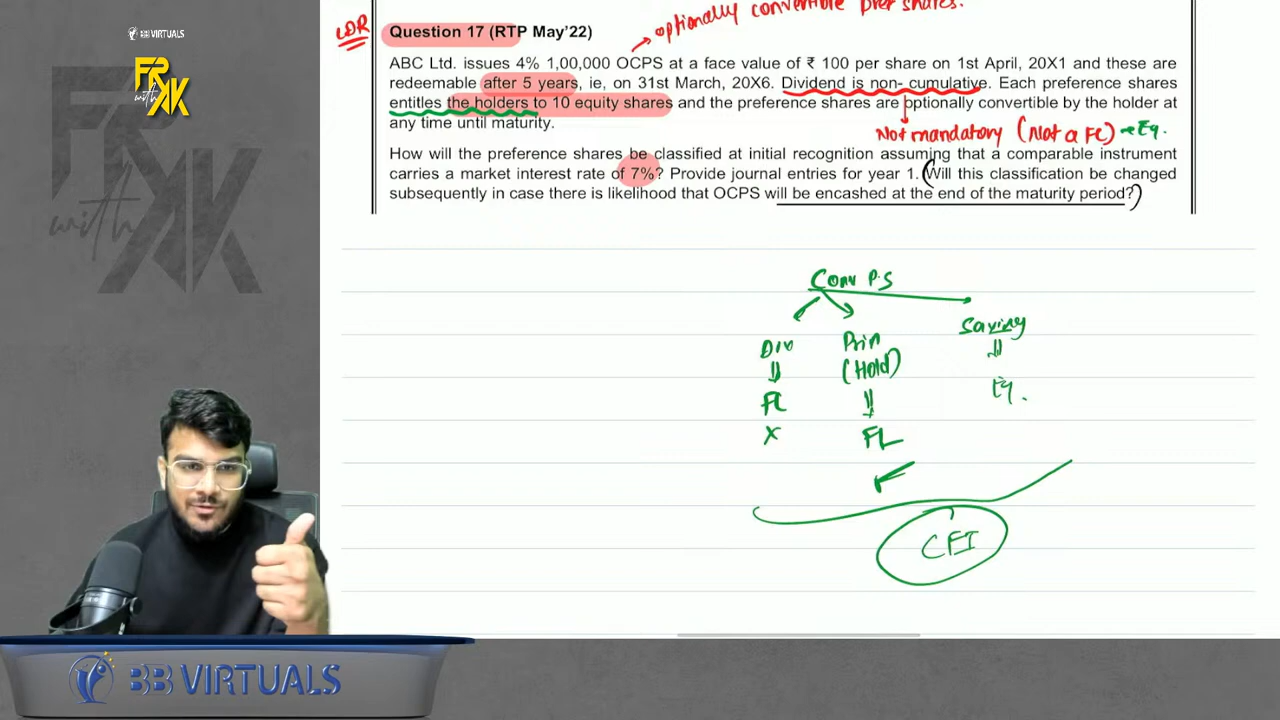 optionally convertible pref shares.
LDR
Question 17 (RTP May'22)
ABC Ltd. issues 4% 1,00,000 OCPS at a face value of ₹ 100 per share on 1st April, 20X1 and these are
redeemable after 5 years, ie, on 31st March, 20X6. Dividend is non- cumulative. Each preference shares
entitles the holders to 10 equity shares and the preference shares are optionally convertible by the holder at
any time until maturity.
Not mandatory (Not a FL) → Eq.
How will the preference shares be classified at initial recognition assuming that a comparable instrument
carries a market interest rate of 7%? Provide journal entries for year 1. (Will this classification be changed
subsequently in case there is likelihood that OCPS will be encashed at the end of the maturity period?)
Conv P.S
Div
Prin
(Hold)
Saving
FL
X
FL
Eq.
CFI
BB VIRTUALS
FR
AK
with
FR
AK
with
BB VIRTUALS